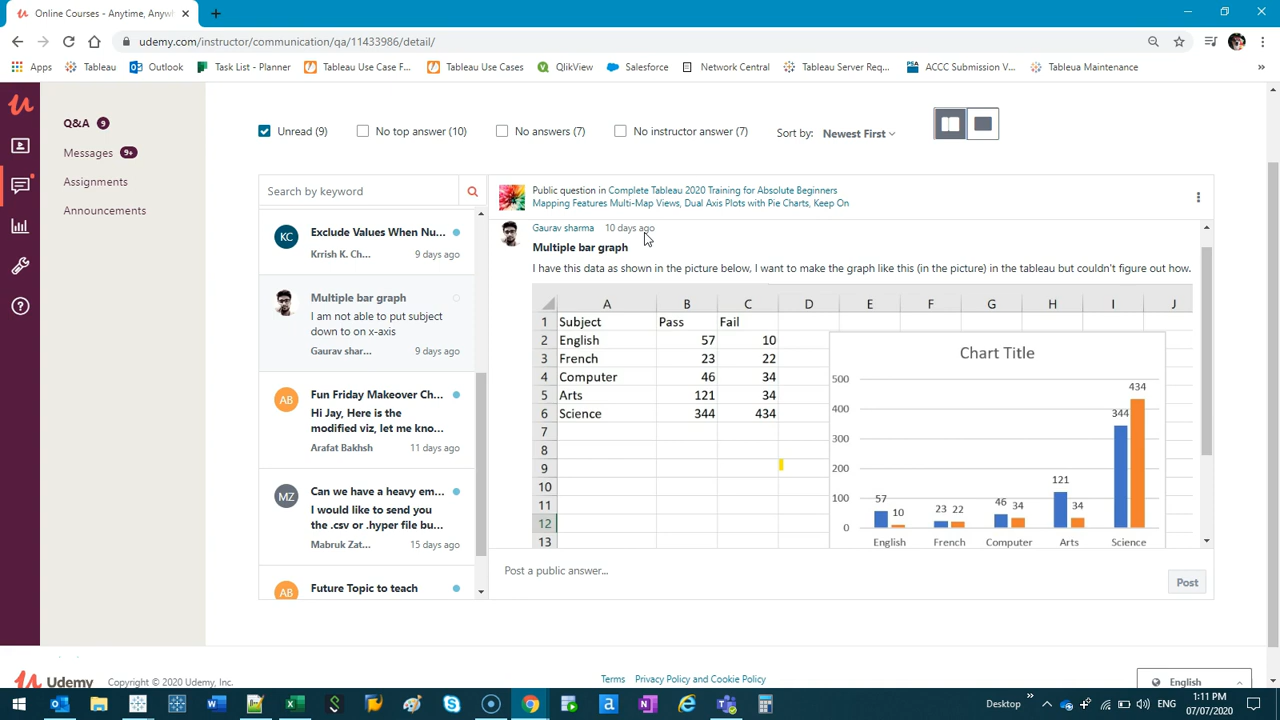 Online Courses - Anytime, Anyw
udemy.com/instructor/communication/qa/11433986/detail/
Apps Tableau Outlook Task List - Planner Tableau Use Case F... Tableau Use Cases QlikView Salesforce Network Central Tableau Server Req... ACCC Submission V... Tableua Maintenance »
Q&A 9
Messages 9+
Assignments
Announcements
Unread (9) No top answer (10) No answers (7) No instructor answer (7) Sort by: Newest First
Search by keyword
KC
Exclude Values When Nu...
Krrish K. Ch... 9 days ago
Multiple bar graph
I am not able to put subject
down to on x-axis
Gaurav shar... 9 days ago
AB
Fun Friday Makeover Ch...
Hi Jay, Here is the
modified viz, let me kno...
Arafat Bakhsh 11 days ago
MZ
Can we have a heavy em...
I would like to send you
the .csv or .hyper file bu...
Mabruk Zat... 15 days ago
AB
Future Topic to teach
Public question in Complete Tableau 2020 Training for Absolute Beginners
Mapping Features Multi-Map Views, Dual Axis Plots with Pie Charts, Keep On
Gaurav sharma 10 days ago
Multiple bar graph
I have this data as shown in the picture below, I want to make the graph like this (in the picture) in the tableau but couldn't figure out how.
A B C D E F G H I J
1 Subject Pass Fail
2 English 57 10
3 French 23 22
4 Computer 46 34
5 Arts 121 34
6 Science 344 434
7
8
9
10
11
12
13
Chart Title
500
400
300
200
100
0
57 10 23 22 46 34 121 34 344 434
English French Computer Arts Science
Post a public answer...
Post
Udemy Copyright © 2020 Udemy, Inc.
Terms Privacy Policy and Cookie Policy
English
Desktop » ENG 1:11 PM
07/07/2020